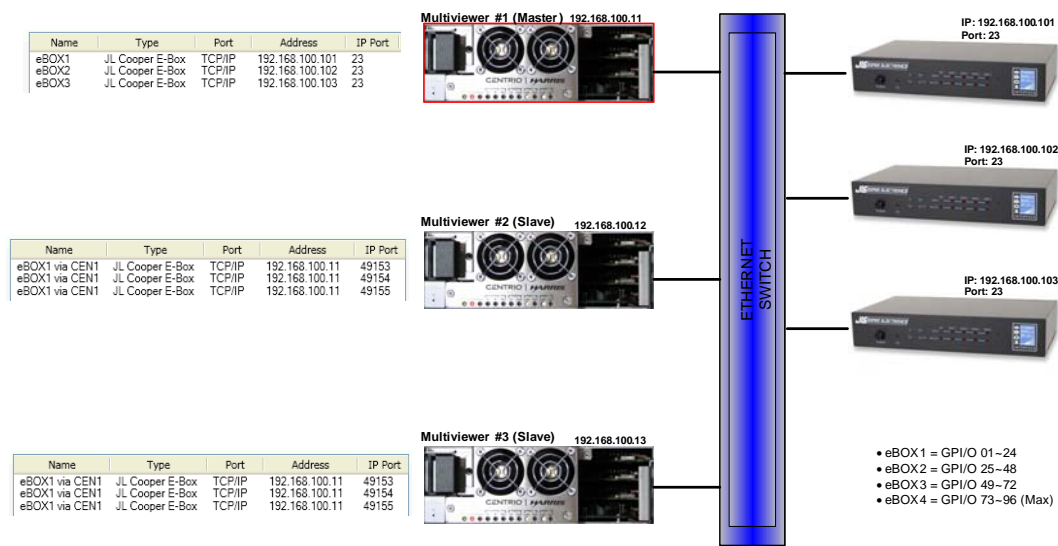 Multiviewer #1 (Master) 192.168.100.11
Name Type Port Address IP Port
eBOX1 JL Cooper E-Box TCP/IP 192.168.100.101 23
eBOX2 JL Cooper E-Box TCP/IP 192.168.100.102 23
eBOX3 JL Cooper E-Box TCP/IP 192.168.100.103 23
CENTRIO | HARRIS
IP: 192.168.100.101
Port: 23
IP: 192.168.100.102
Port: 23
Multiviewer #2 (Slave) 192.168.100.12
Name Type Port Address IP Port
eBOX1 via CEN1 JL Cooper E-Box TCP/IP 192.168.100.11 49153
eBOX1 via CEN1 JL Cooper E-Box TCP/IP 192.168.100.11 49154
eBOX1 via CEN1 JL Cooper E-Box TCP/IP 192.168.100.11 49155
CENTRIO | HARRIS
ETHERNET
SWITCH
IP: 192.168.100.103
Port: 23
Multiviewer #3 (Slave) 192.168.100.13
Name Type Port Address IP Port
eBOX1 via CEN1 JL Cooper E-Box TCP/IP 192.168.100.11 49153
eBOX1 via CEN1 JL Cooper E-Box TCP/IP 192.168.100.11 49154
eBOX1 via CEN1 JL Cooper E-Box TCP/IP 192.168.100.11 49155
CENTRIO | HARRIS
• eBOX1 = GPI/O 01~24
• eBOX2 = GPI/O 25~48
• eBOX3 = GPI/O 49~72
• eBOX4 = GPI/O 73~96 (Max)